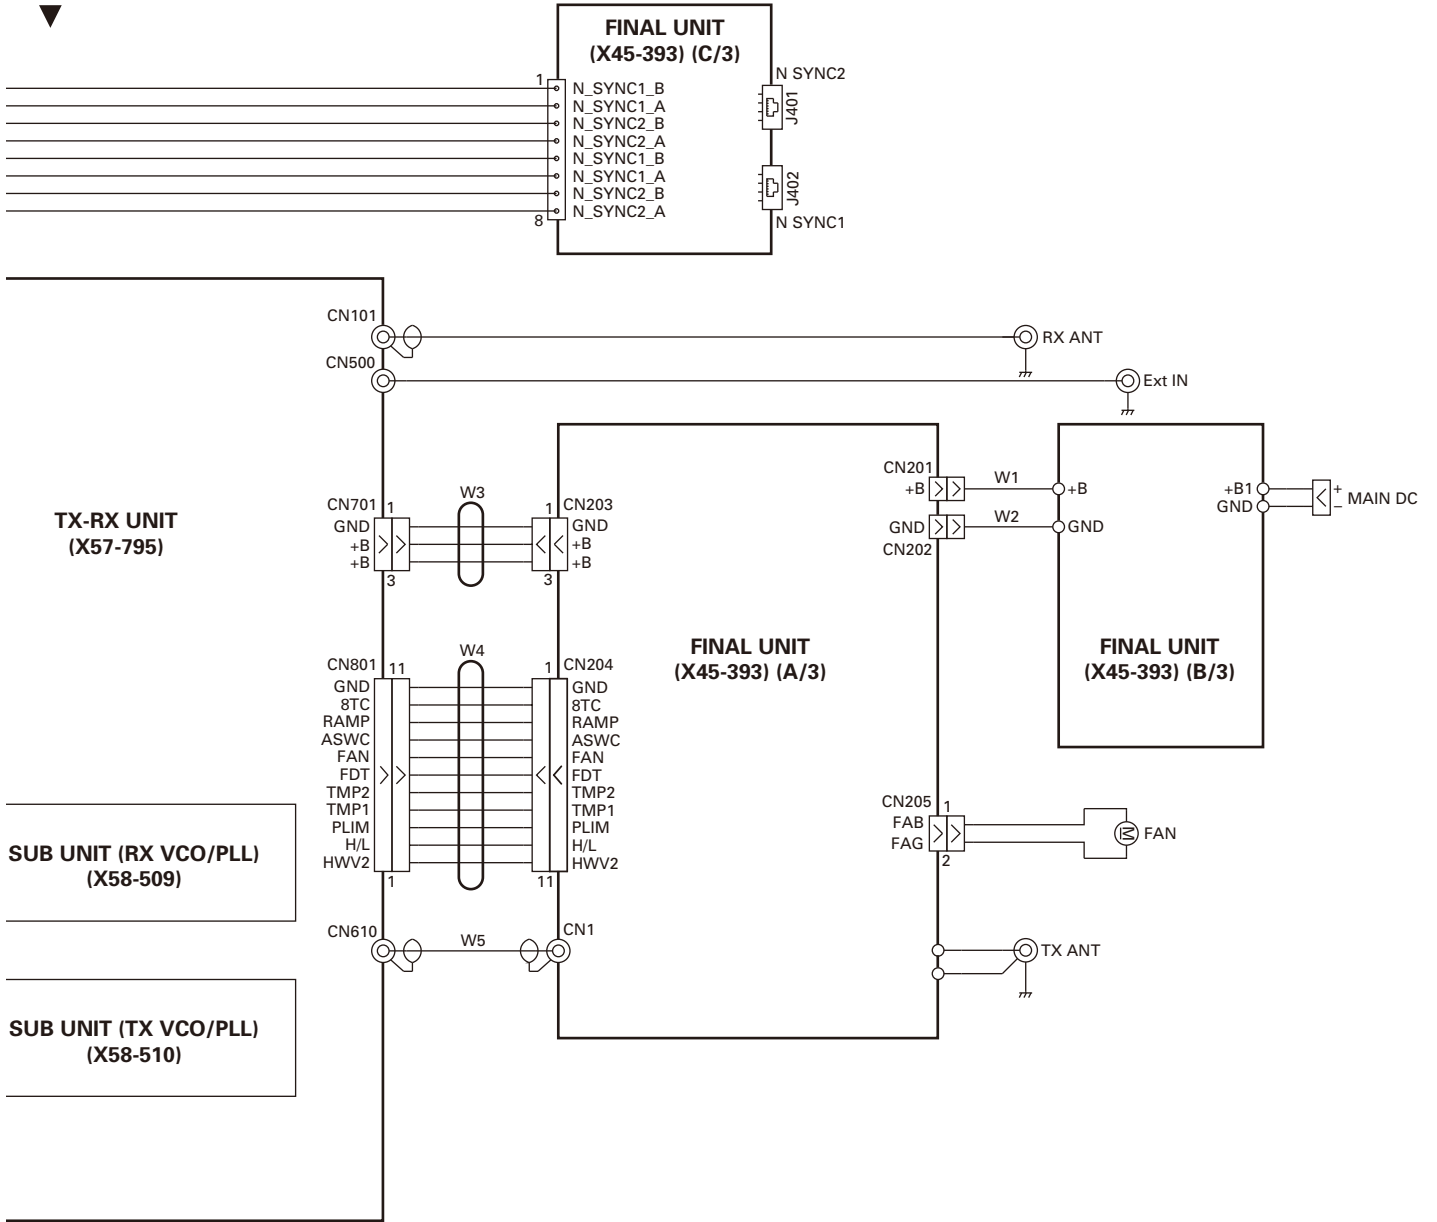 FINAL UNIT
(X45-393) (C/3)
N SYNC2
1
N_SYNC1_B
N_SYNC1_A
N_SYNC2_B
N_SYNC2_A
N_SYNC1_B
N_SYNC1_A
N_SYNC2_B
N_SYNC2_A
8
J401
J402
N SYNC1
CN101
RX ANT
CN500
Ext IN
TX-RX UNIT
(X57-795)
CN701
1
GND
+B
+B
3
W3
1
CN203
GND
+B
+B
3
CN201
+B
W1
+B
GND
W2
GND
CN202
+B1
GND
+
−
MAIN DC
FINAL UNIT
(X45-393) (A/3)
FINAL UNIT
(X45-393) (B/3)
CN801
11
GND
8TC
RAMP
ASWC
FAN
FDT
TMP2
TMP1
PLIM
H/L
HWV2
1
W4
1
CN204
GND
8TC
RAMP
ASWC
FAN
FDT
TMP2
TMP1
PLIM
H/L
HWV2
11
CN205
1
FAB
FAG
2
M
FAN
SUB UNIT (RX VCO/PLL)
(X58-509)
CN610
W5
CN1
TX ANT
SUB UNIT (TX VCO/PLL)
(X58-510)